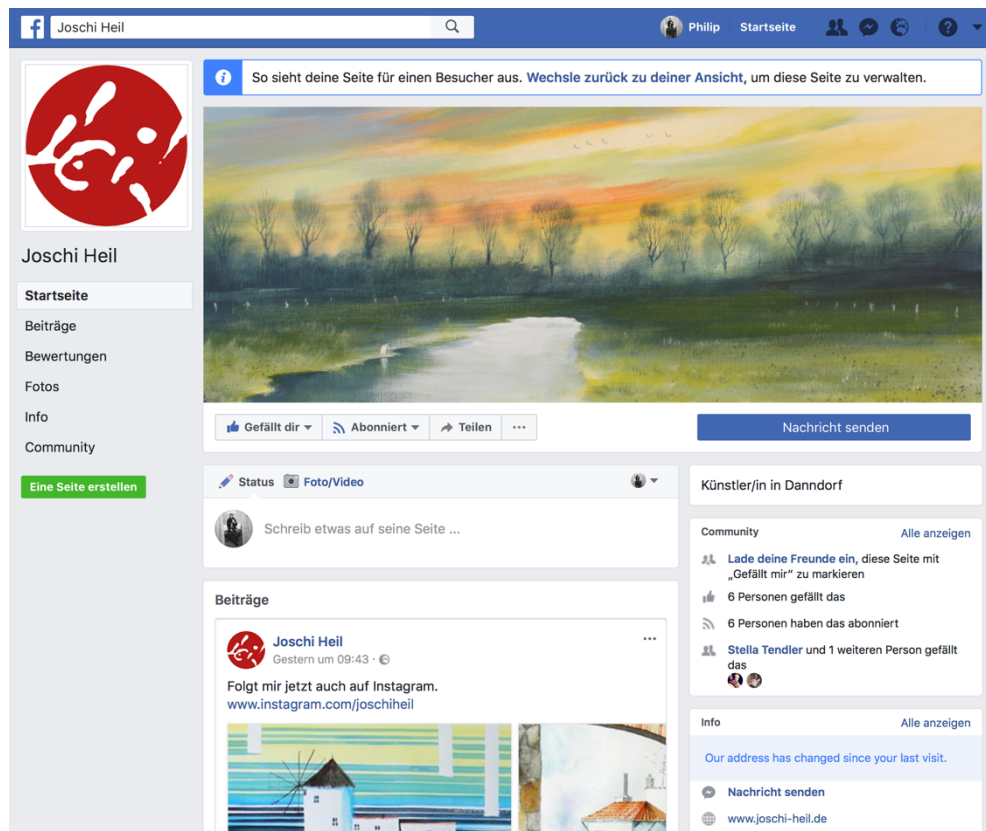 Joschi Heil
Philip Startseite
So sieht deine Seite für einen Besucher aus. Wechsle zurück zu deiner Ansicht, um diese Seite zu verwalten.
heil
Joschi Heil
Startseite
Beiträge
Bewertungen
Fotos
Info
Community
Eine Seite erstellen
Gefällt dir Abonniert Teilen ...
Nachricht senden
Status Foto/Video
Schreib etwas auf seine Seite ...
Beiträge
Joschi Heil
Gestern um 09:43 ·
Folgt mir jetzt auch auf Instagram.
www.instagram.com/joschiheil
Künstler/in in Danndorf
Community Alle anzeigen
Lade deine Freunde ein, diese Seite mit
„Gefällt mir“ zu markieren
6 Personen gefällt das
6 Personen haben das abonniert
Stella Tendler und 1 weiteren Person gefällt
das
Info Alle anzeigen
Our address has changed since your last visit.
Nachricht senden
www.joschi-heil.de